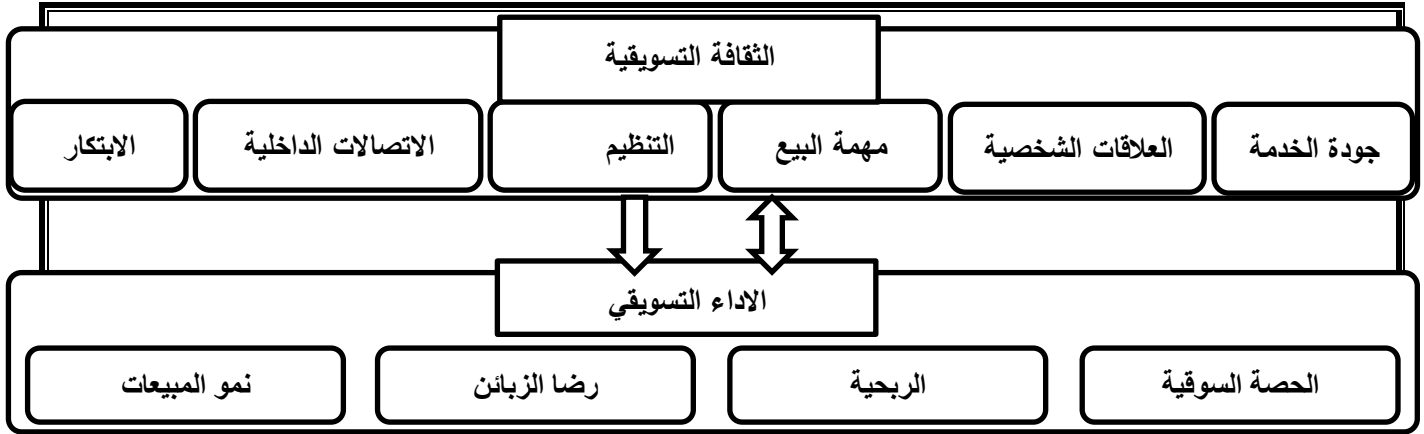 الثقافة التسويقية
جودة الخدمة
العلاقات الشخصية
مهمة البيع
التنظيم
الاتصالات الداخلية
الابتكار
الاداء التسويقي
الحصة السوقية
الربحية
رضا الزبائن
نمو المبيعات